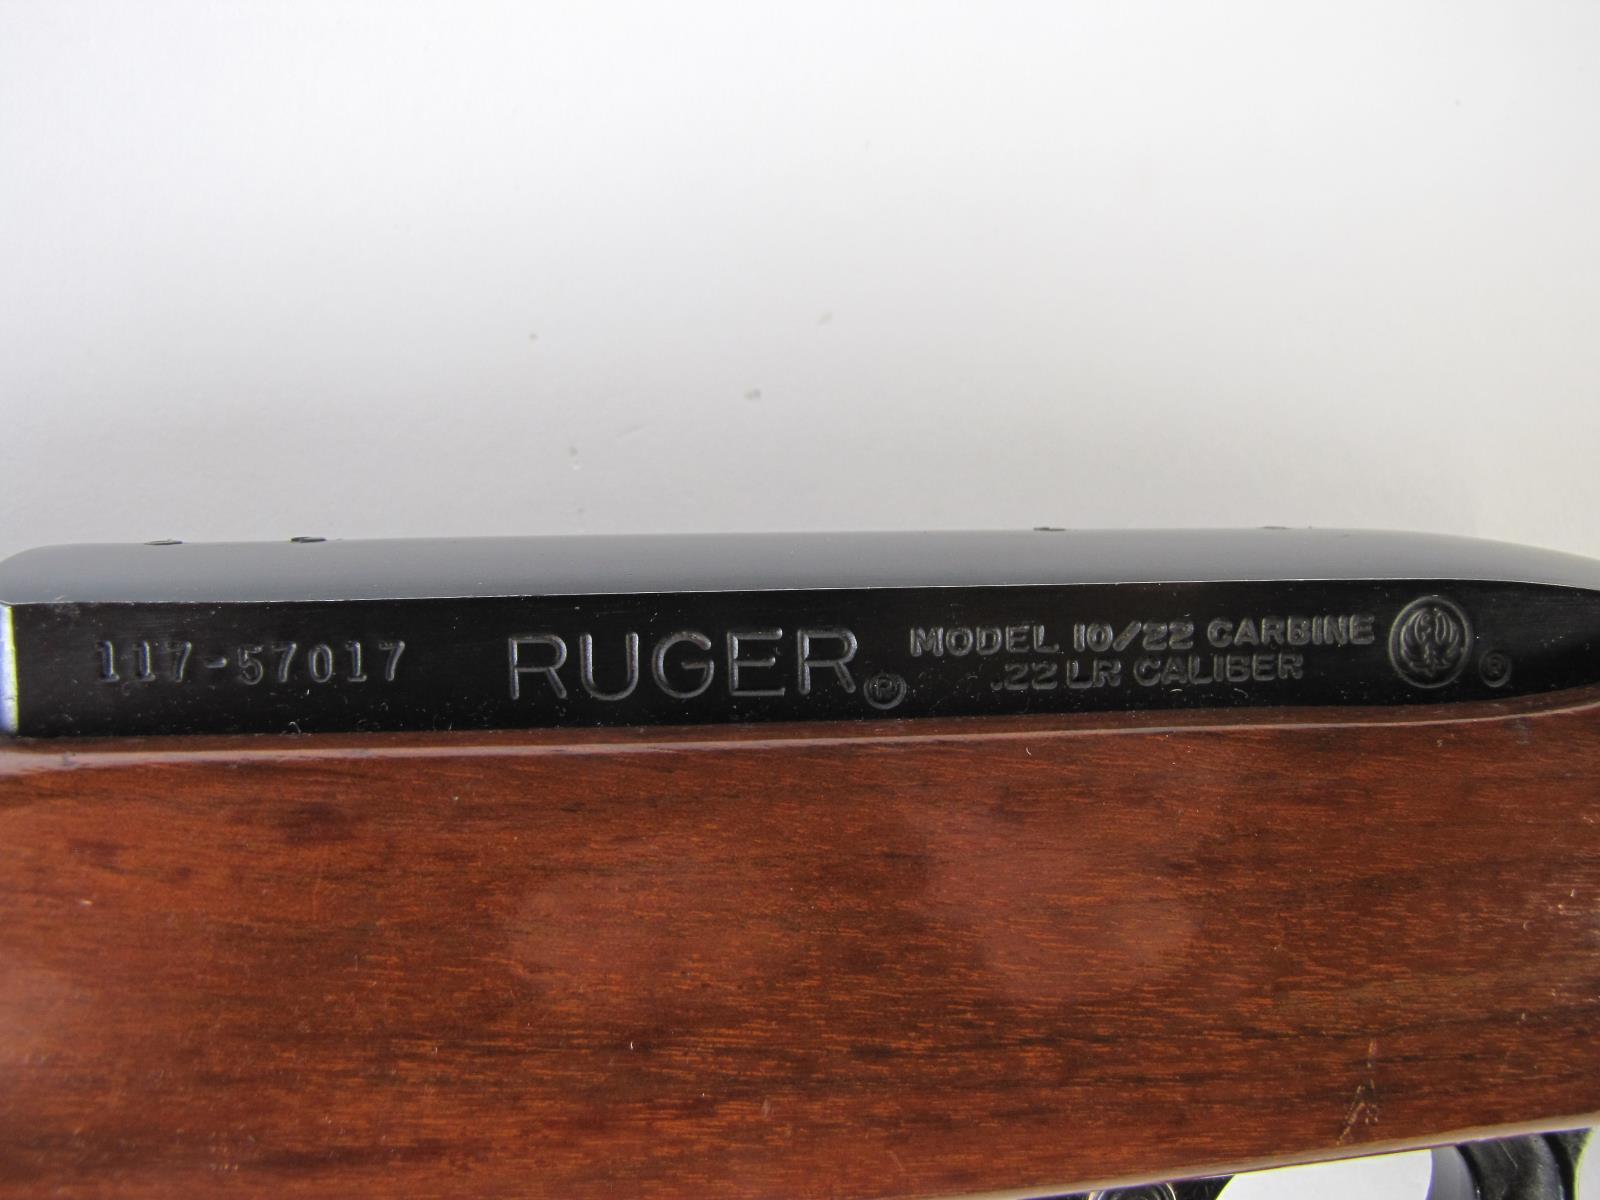 117-57017 RUGER ®
MODEL 10/22 CARBINE
.22 LR CALIBER ®